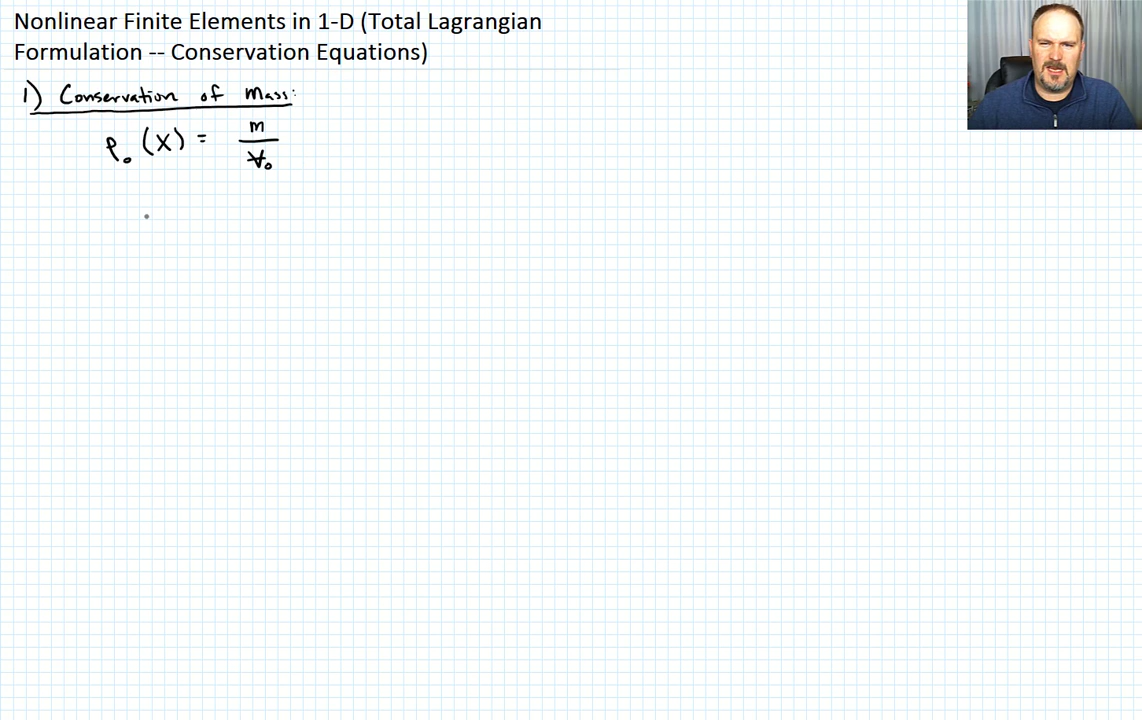 Nonlinear Finite Elements in 1-D (Total Lagrangian
Formulation -- Conservation Equations)
1) Conservation of Mass:
ρ₀ (X) = m / V₀